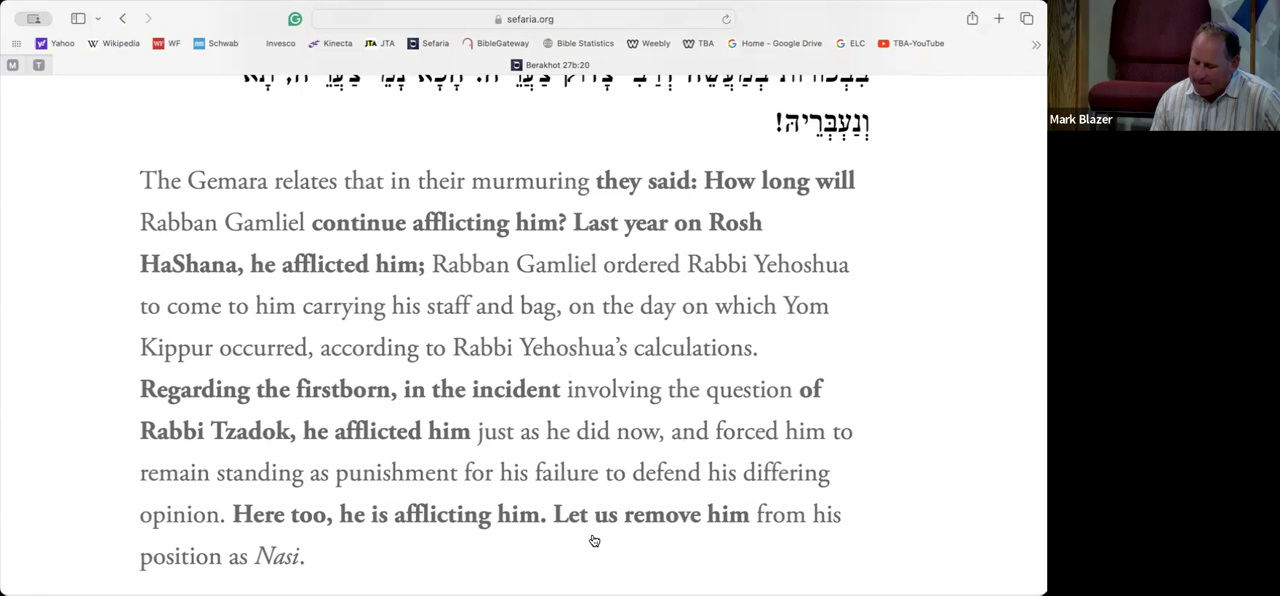 sefaria.org
Yahoo Wikipedia WF WF Schwab Invesco Kinecta JTA JTA Sefaria BibleGateway Bible Statistics Weebly TBA Home - Google Drive ELC TBA-YouTube
M T Berakhot 27b:20
וְנַעְבְּרֵיהּ!
The Gemara relates that in their murmuring they said: How long will
Rabban Gamliel continue afflicting him? Last year on Rosh
HaShana, he afflicted him; Rabban Gamliel ordered Rabbi Yehoshua
to come to him carrying his staff and bag, on the day on which Yom
Kippur occurred, according to Rabbi Yehoshua’s calculations.
Regarding the firstborn, in the incident involving the question of
Rabbi Tzadok, he afflicted him just as he did now, and forced him to
remain standing as punishment for his failure to defend his differing
opinion. Here too, he is afflicting him. Let us remove him from his
position as Nasi.
Mark Blazer